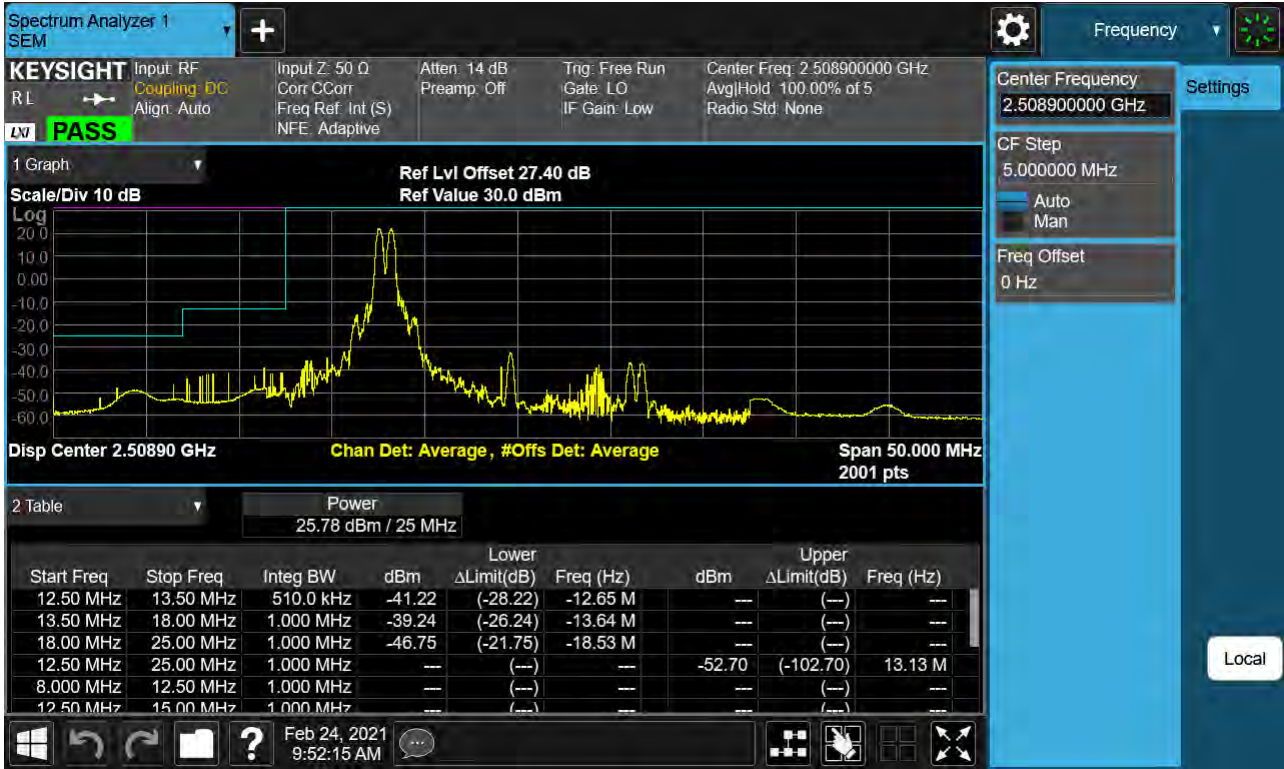 Spectrum Analyzer 1
SEM
+
Frequency
KEYSIGHT
R L
LXI
PASS
Input: RF
Coupling: DC
Align: Auto
Input Z: 50 Ω
Corr CCorr
Freq Ref: Int (S)
NFE: Adaptive
Atten: 14 dB
Preamp: Off
Trig: Free Run
Gate: LO
IF Gain: Low
Center Freq: 2.508900000 GHz
Avg|Hold: 100.00% of 5
Radio Std: None
Center Frequency
2.508900000 GHz
Settings
CF Step
5.000000 MHz
Auto
Man
Freq Offset
0 Hz
Local
1 Graph
Scale/Div 10 dB
Ref Lvl Offset 27.40 dB
Ref Value 30.0 dBm
Log
20.0
10.0
0.00
-10.0
-20.0
-30.0
-40.0
-50.0
-60.0
Disp Center 2.50890 GHz
Chan Det: Average, #Offs Det: Average
Span 50.000 MHz
2001 pts
2 Table
Power
25.78 dBm / 25 MHz
Lower Upper
Start Freq Stop Freq Integ BW dBm ΔLimit(dB) Freq (Hz) dBm ΔLimit(dB) Freq (Hz)
12.50 MHz 13.50 MHz 510.0 kHz -41.22 (-28.22) -12.65 M --- (---) ---
13.50 MHz 18.00 MHz 1.000 MHz -39.24 (-26.24) -13.64 M --- (---) ---
18.00 MHz 25.00 MHz 1.000 MHz -46.75 (-21.75) -18.53 M --- (---) ---
12.50 MHz 25.00 MHz 1.000 MHz --- (---) --- -52.70 (-102.70) 13.13 M
8.000 MHz 12.50 MHz 1.000 MHz --- (---) --- --- (---) ---
12.50 MHz 15.00 MHz 1.000 MHz --- (---) --- --- (---) ---
?
Feb 24, 2021
9:52:15 AM